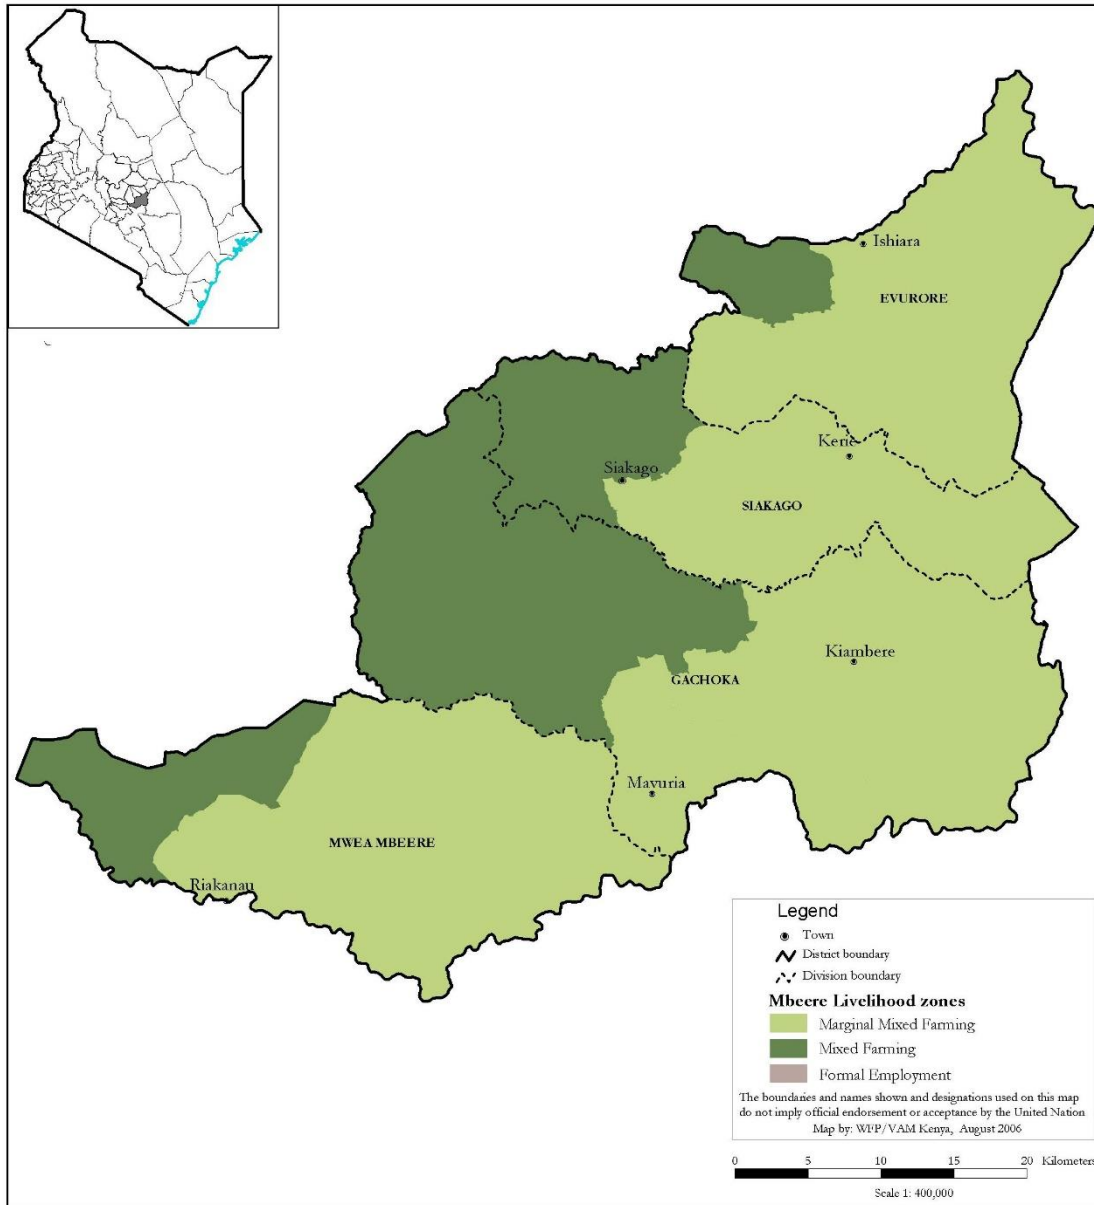 Ishiara
EVURORE
Kerie
Siakago
SIAKAGO
Kiambere
GACHOKA
Mavuria
MWEA MBEERE
Riakanau
Legend
Town
District boundary
Division boundary
Mbeere Livelihood zones
Marginal Mixed Farming
Mixed Farming
Formal Employment
The boundaries and names shown and designations used on this map
do not imply official endorsement or acceptance by the United Nation
Map by: WFP/VAM Kenya, August 2006
0 5 10 15 20 Kilometers
Scale 1: 400,000